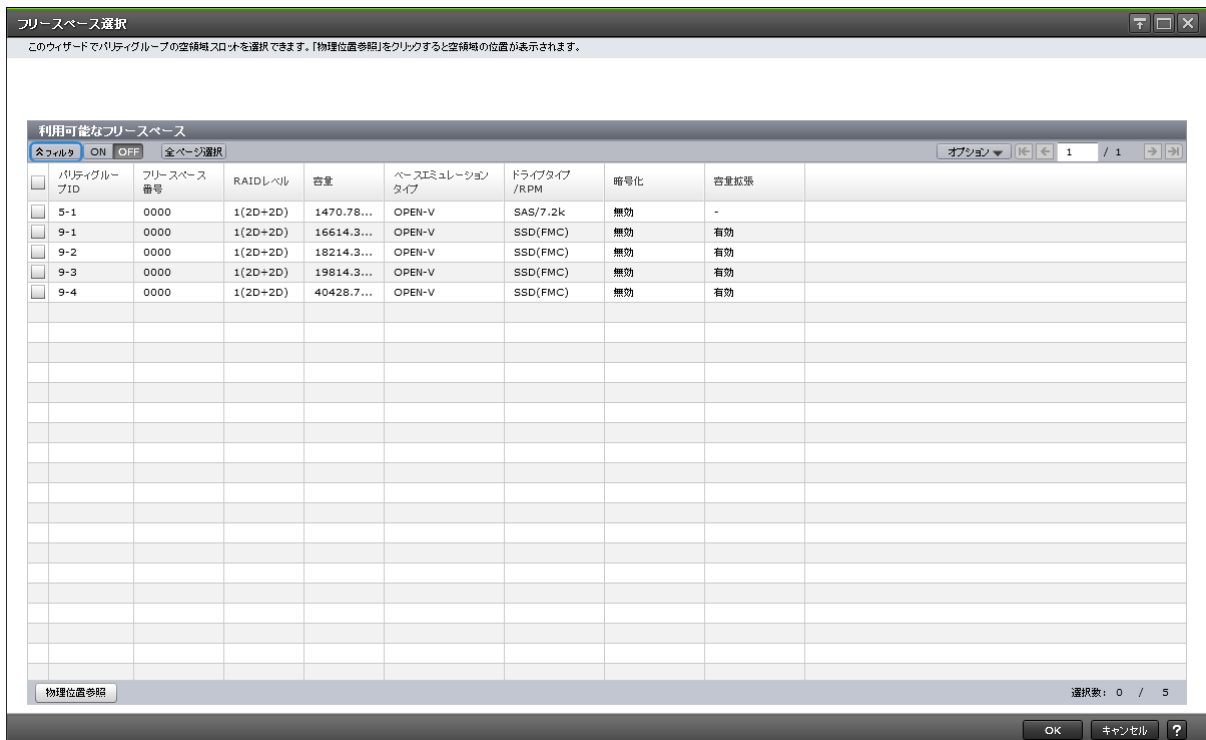 フリースペース選択
このウィザードでパリティグループの空領域スロットを選択できます。「物理位置参照」をクリックすると空領域の位置が表示されます。
利用可能なフリースペース
フィルタ ON OFF 全ページ選択 オプション 1 / 1
パリティグループID フリースペース番号 RAIDレベル 容量 ベースエミュレーションタイプ ドライブタイプ/RPM 暗号化 容量拡張
5-1 0000 1(2D+2D) 1470.78... OPEN-V SAS/7.2k 無効 -
9-1 0000 1(2D+2D) 16614.3... OPEN-V SSD(FMC) 無効 有効
9-2 0000 1(2D+2D) 18214.3... OPEN-V SSD(FMC) 無効 有効
9-3 0000 1(2D+2D) 19814.3... OPEN-V SSD(FMC) 無効 有効
9-4 0000 1(2D+2D) 40428.7... OPEN-V SSD(FMC) 無効 有効
物理位置参照 選択数: 0 / 5
OK キャンセル ?